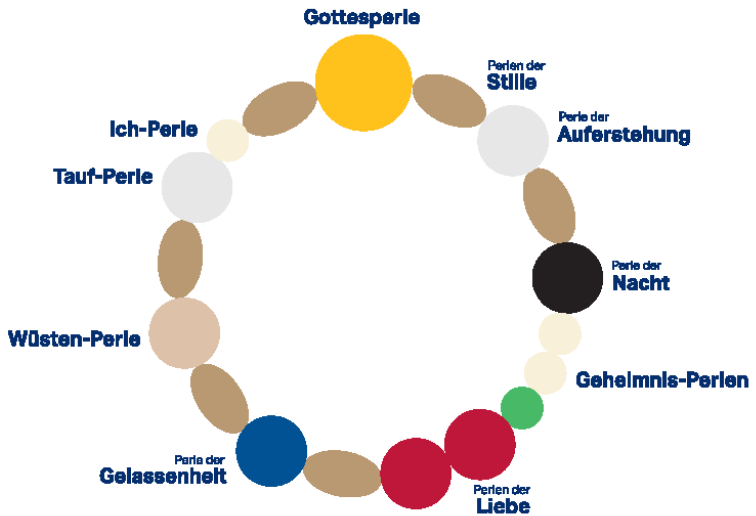 Gottesperle
Perlen der
Stille
Perle der
Auferstehung
Ich-Perle
Tauf-Perle
Perle der
Nacht
Wüsten-Perle
Geheimnis-Perlen
Perle der
Gelassenheit
Perlen der
Liebe